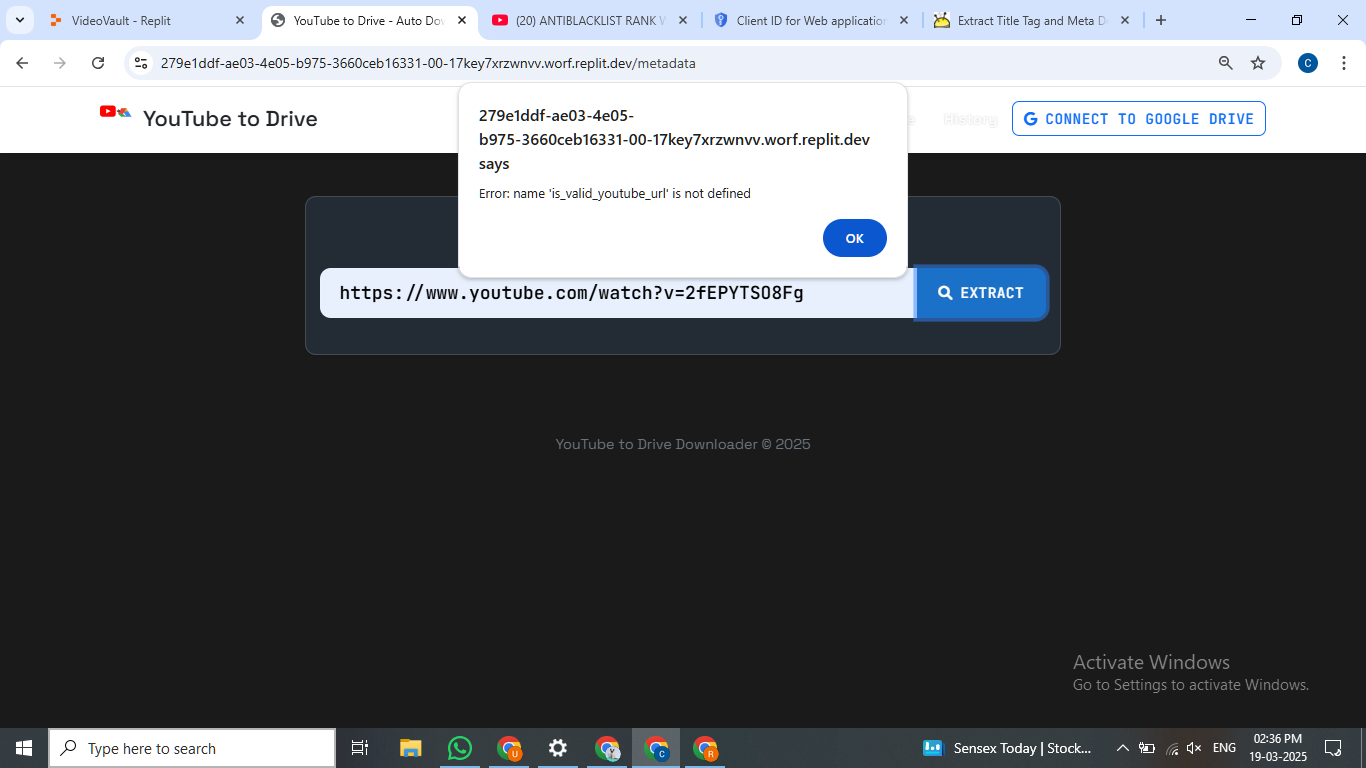 VideoVault - Replit
YouTube to Drive - Auto Do
(20) ANTIBLACKLIST RANK
Client ID for Web application
Extract Title Tag and Meta D
279e1ddf-ae03-4e05-b975-3660ceb16331-00-17key7xrzwnvv.worf.replit.dev/metadata
C
YouTube to Drive
History
CONNECT TO GOOGLE DRIVE
279e1ddf-ae03-4e05-
b975-3660ceb16331-00-17key7xrzwnvv.worf.replit.dev
says
Error: name 'is_valid_youtube_url' is not defined
OK
https://www.youtube.com/watch?v=2fEPYTSO8Fg
EXTRACT
YouTube to Drive Downloader © 2025
Activate Windows
Go to Settings to activate Windows.
Type here to search
U
Y
C
R
Sensex Today | Stock...
ENG
02:36 PM
19-03-2025